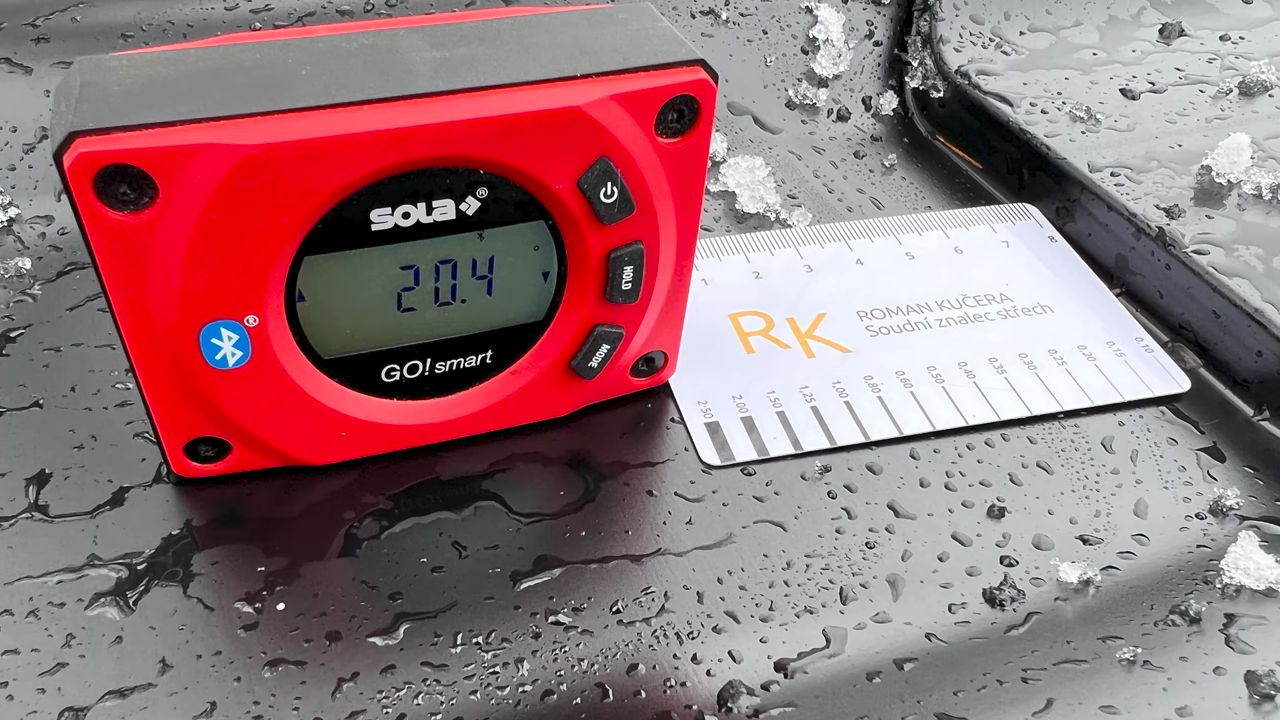 SOLA®
20.4°
GO! smart
HOLD
MODE
®
1 2 3 4 5 6 7 8
RK
ROMAN KUČERA
Soudní znalec střech
2.50 2.00 1.50 1.25 1.00 0.80 0.60 0.50 0.40 0.35 0.30 0.25 0.20 0.15 0.10